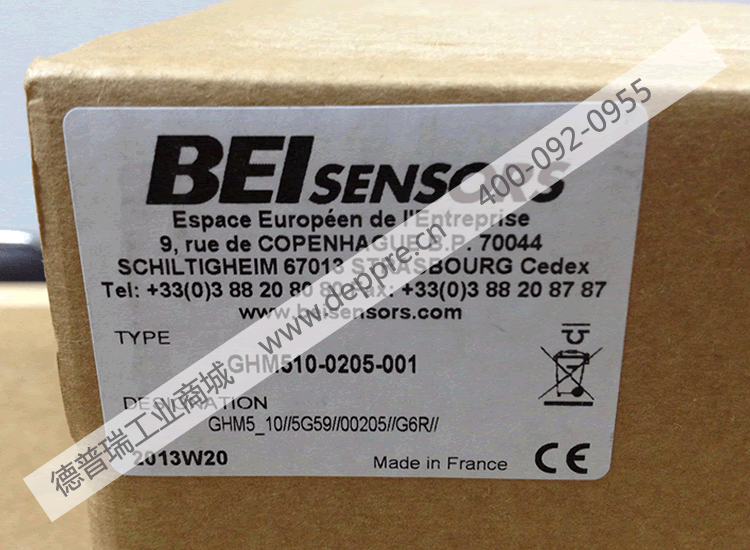 BEI SENSORS
Espace Européen de l'Entreprise
9, rue de COPENHAGUE B.P. 70044
SCHILTIGHEIM 67013 STRASBOURG Cedex
Tel: +33(0)3 88 20 80 80 Fax: +33(0)3 88 20 87 87
www.beisensors.com
TYPE
GHM510-0205-001
DESIGNATION
GHM5_10//5G59//00205//G6R//
2013W20 Made in France CE
德普瑞工业商城 www.deppre.cn 400-092-0955